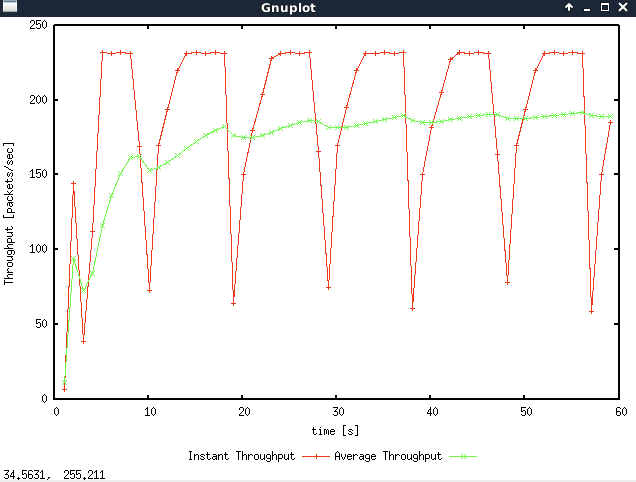 Gnuplot
250
200
150
100
50
0
Throughput [packets/sec]
0 10 20 30 40 50 60
time [s]
Instant Throughput Average Throughput
34.5631, 255.211